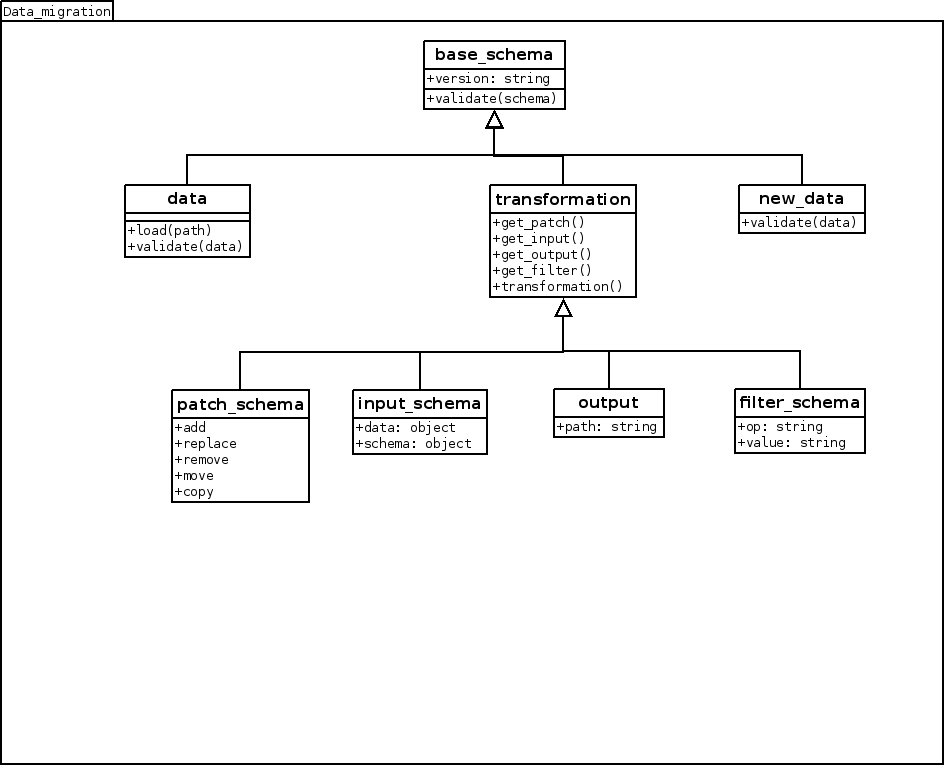 Data_migration
base_schema
+version: string
+validate(schema)
data
+load(path)
+validate(data)
transformation
+get_patch()
+get_input()
+get_output()
+get_filter()
+transformation()
new_data
+validate(data)
patch_schema
+add
+replace
+remove
+move
+copy
input_schema
+data: object
+schema: object
output
+path: string
filter_schema
+op: string
+value: string